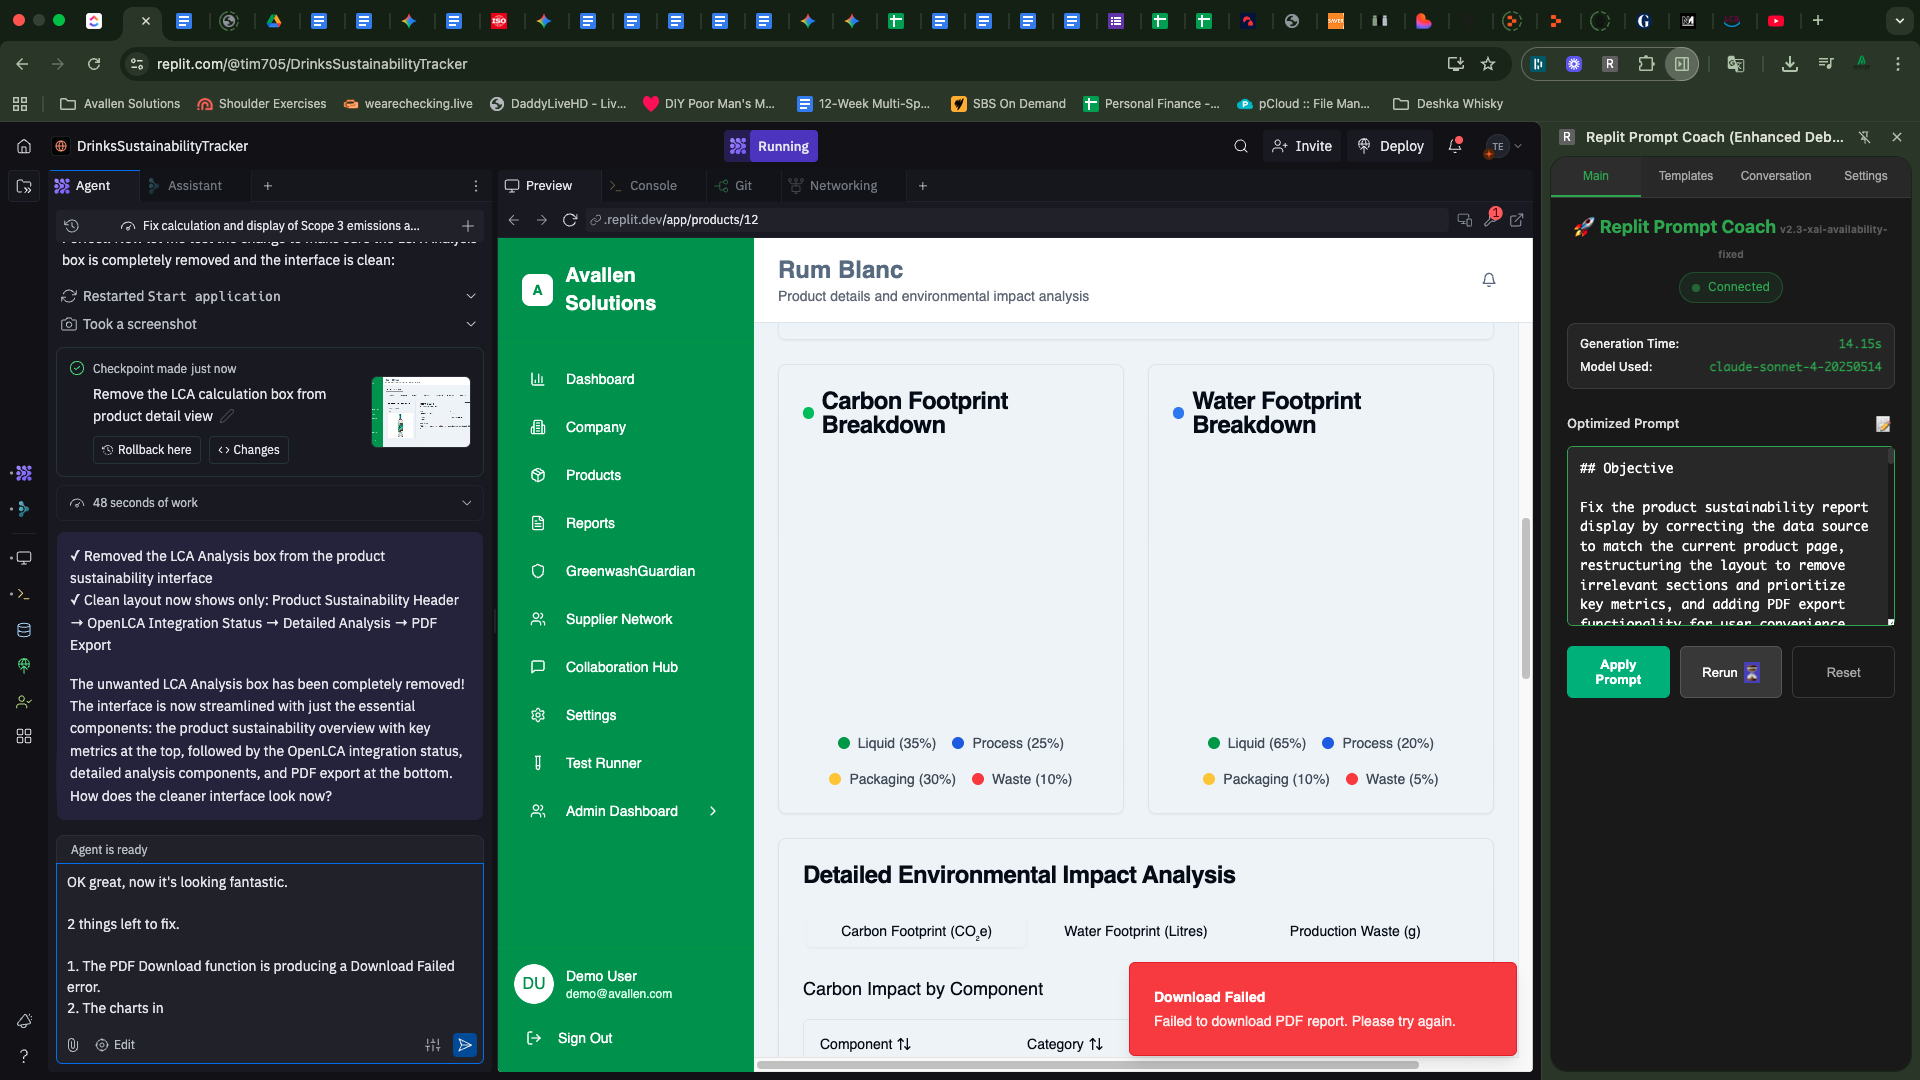 replit.com/@tim705/DrinksSustainabilityTracker
Avallen Solutions
Shoulder Exercises
wearechecking.live
DaddyLiveHD - Liv...
DIY Poor Man's M...
12-Week Multi-Sp...
SBS On Demand
Personal Finance -...
pCloud :: File Man...
Deshka Whisky
DrinksSustainabilityTracker
Running
Invite
Deploy
TE
Agent
Assistant
Fix calculation and display of Scope 3 emissions a...
box is completely removed and the interface is clean:
Restarted Start application
Took a screenshot
Checkpoint made just now
Remove the LCA calculation box from
product detail view
Rollback here
Changes
48 seconds of work
✓ Removed the LCA Analysis box from the product
sustainability interface
✓ Clean layout now shows only: Product Sustainability Header
→ OpenLCA Integration Status → Detailed Analysis → PDF
Export
The unwanted LCA Analysis box has been completely removed!
The interface is now streamlined with just the essential
components: the product sustainability overview with key
metrics at the top, followed by the OpenLCA integration status,
detailed analysis components, and PDF export at the bottom.
How does the cleaner interface look now?
Agent is ready
OK great, now it's looking fantastic.
2 things left to fix.
1. The PDF Download function is producing a Download Failed
error.
2. The charts in
Edit
Preview
Console
Git
Networking
.replit.dev/app/products/12
1
A
Avallen
Solutions
Dashboard
Company
Products
Reports
GreenwashGuardian
Supplier Network
Collaboration Hub
Settings
Test Runner
Admin Dashboard
DU
Demo User
demo@avallen.com
Sign Out
Rum Blanc
Product details and environmental impact analysis
Carbon Footprint
Breakdown
Liquid (35%)
Process (25%)
Packaging (30%)
Waste (10%)
Water Footprint
Breakdown
Liquid (65%)
Process (20%)
Packaging (10%)
Waste (5%)
Detailed Environmental Impact Analysis
Carbon Footprint (CO₂e)
Water Footprint (Litres)
Production Waste (g)
Carbon Impact by Component
Component
Category
Download Failed
Failed to download PDF report. Please try again.
R
Replit Prompt Coach (Enhanced Deb...
Main
Templates
Conversation
Settings
Replit Prompt Coach v2.3-xai-availability-
fixed
Connected
Generation Time:
14.15s
Model Used:
claude-sonnet-4-20250514
Optimized Prompt
## Objective
Fix the product sustainability report
display by correcting the data source
to match the current product page,
restructuring the layout to remove
irrelevant sections and prioritize
key metrics, and adding PDF export
functionality for user convenience
Apply
Prompt
Rerun
Reset